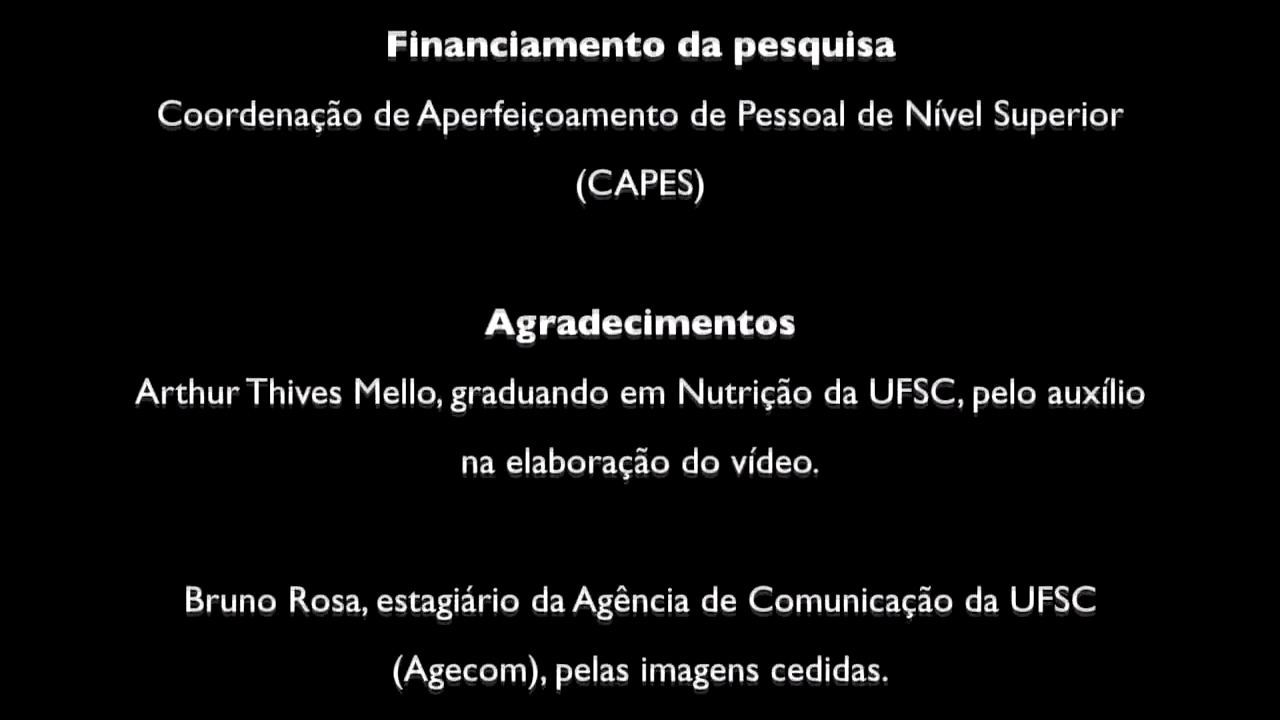 Financiamento da pesquisa
Coordenação de Aperfeiçoamento de Pessoal de Nível Superior
(CAPES)
Agradecimentos
Arthur Thives Mello, graduando em Nutrição da UFSC, pelo auxílio
na elaboração do vídeo.
Bruno Rosa, estagiário da Agência de Comunicação da UFSC
(Agecom), pelas imagens cedidas.